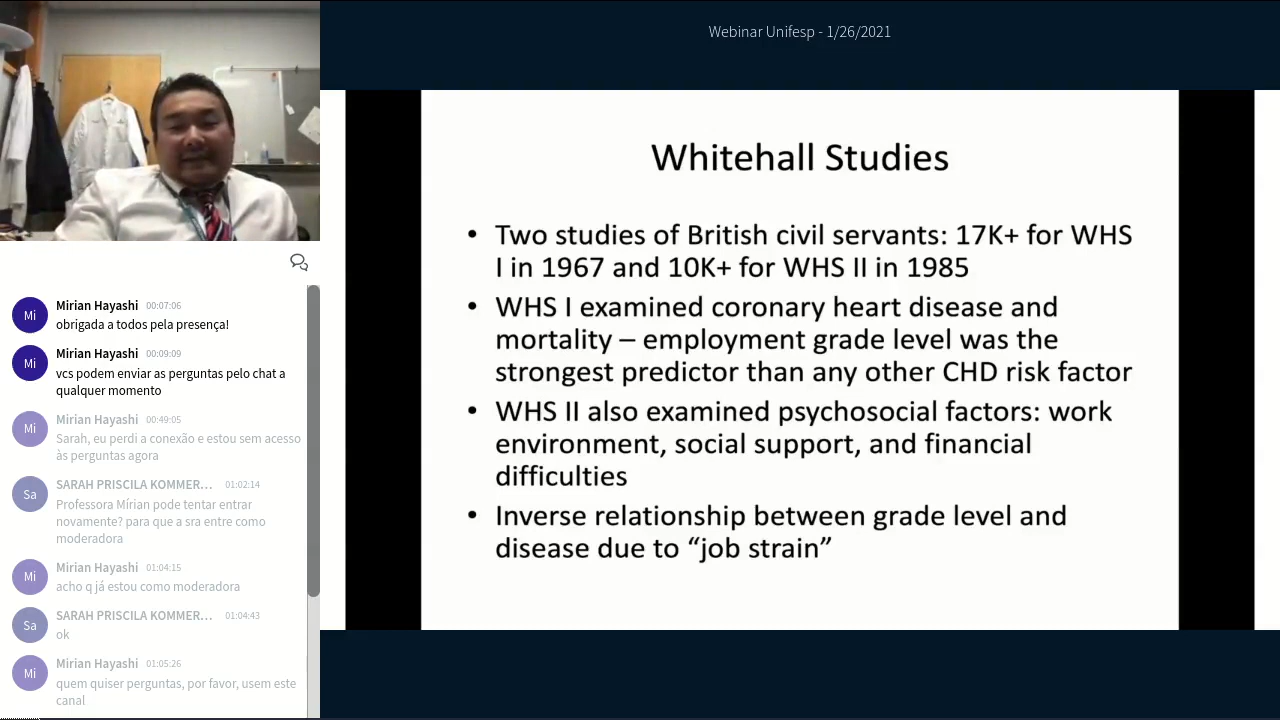 Webinar Unifesp - 1/26/2021
Whitehall Studies
• Two studies of British civil servants: 17K+ for WHS
I in 1967 and 10K+ for WHS II in 1985
• WHS I examined coronary heart disease and
mortality – employment grade level was the
strongest predictor than any other CHD risk factor
• WHS II also examined psychosocial factors: work
environment, social support, and financial
difficulties
• Inverse relationship between grade level and
disease due to “job strain”
Mi
Mirian Hayashi 00:07:06
obrigada a todos pela presença!
Mi
Mirian Hayashi 00:09:09
vcs podem enviar as perguntas pelo chat a
qualquer momento
Mi
Mirian Hayashi 00:49:05
Sarah, eu perdi a conexão e estou sem acesso
às perguntas agora
Sa
SARAH PRISCILA KOMMER... 01:02:14
Professora Mírian pode tentar entrar
novamente? para que a sra entre como
moderadora
Mi
Mirian Hayashi 01:04:15
acho q já estou como moderadora
Sa
SARAH PRISCILA KOMMER... 01:04:43
ok
Mi
Mirian Hayashi 01:05:26
quem quiser perguntas, por favor, usem este
canal